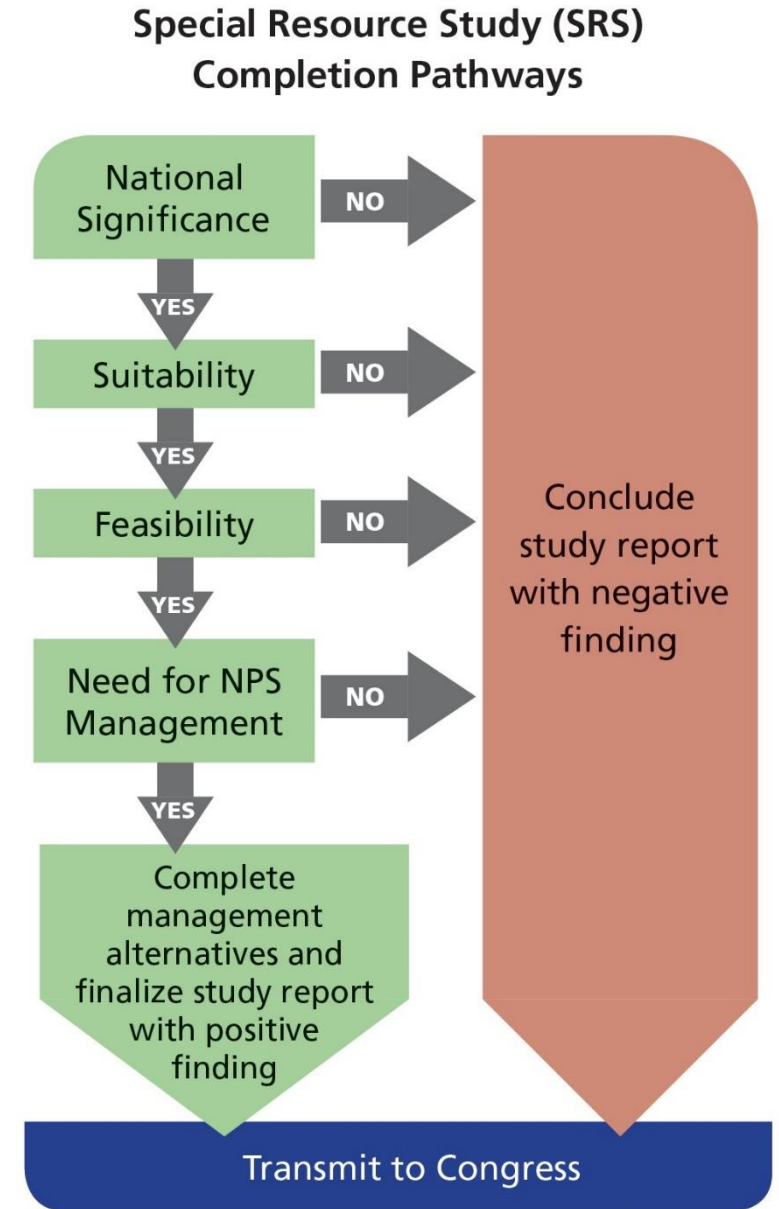 Special Resource Study (SRS)
Completion Pathways
National
Significance
NO
YES
Suitability
NO
YES
Feasibility
NO
YES
Need for NPS
Management
NO
YES
Complete
management
alternatives and
finalize study report
with positive
finding
Conclude
study report
with negative
finding
Transmit to Congress